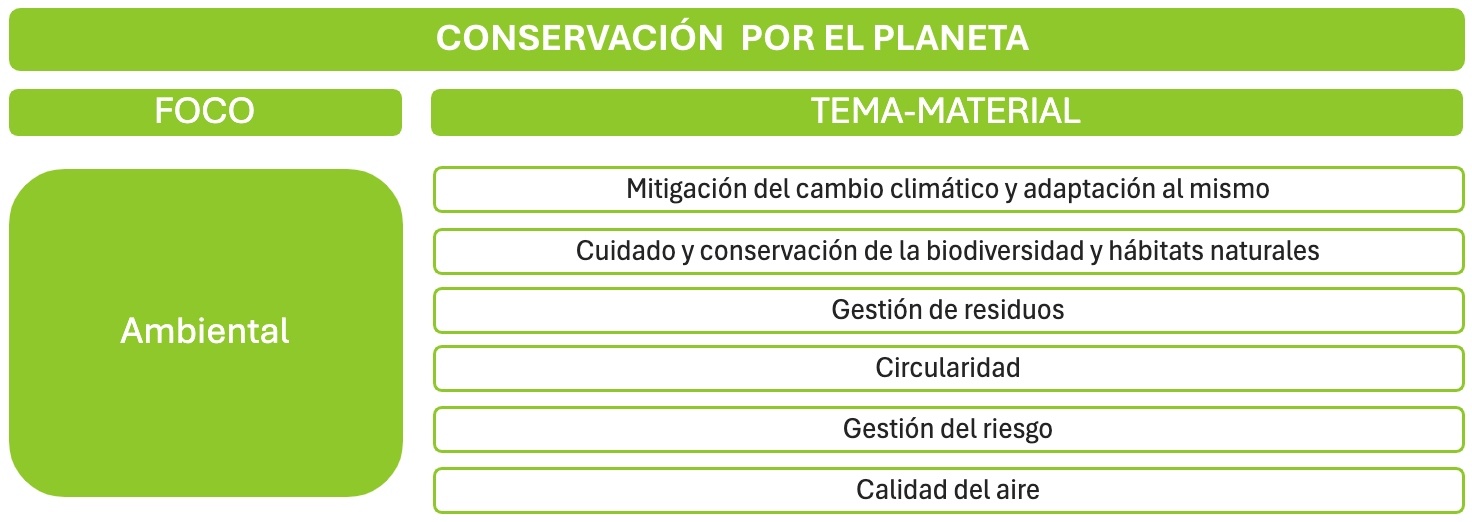 CONSERVACIÓN  POR EL PLANETA
FOCO
TEMA-MATERIAL
Ambiental
Mitigación del cambio climático y adaptación al mismo
Cuidado y conservación de la biodiversidad y hábitats naturales
Gestión de residuos
Circularidad
Gestión del riesgo
Calidad del aire